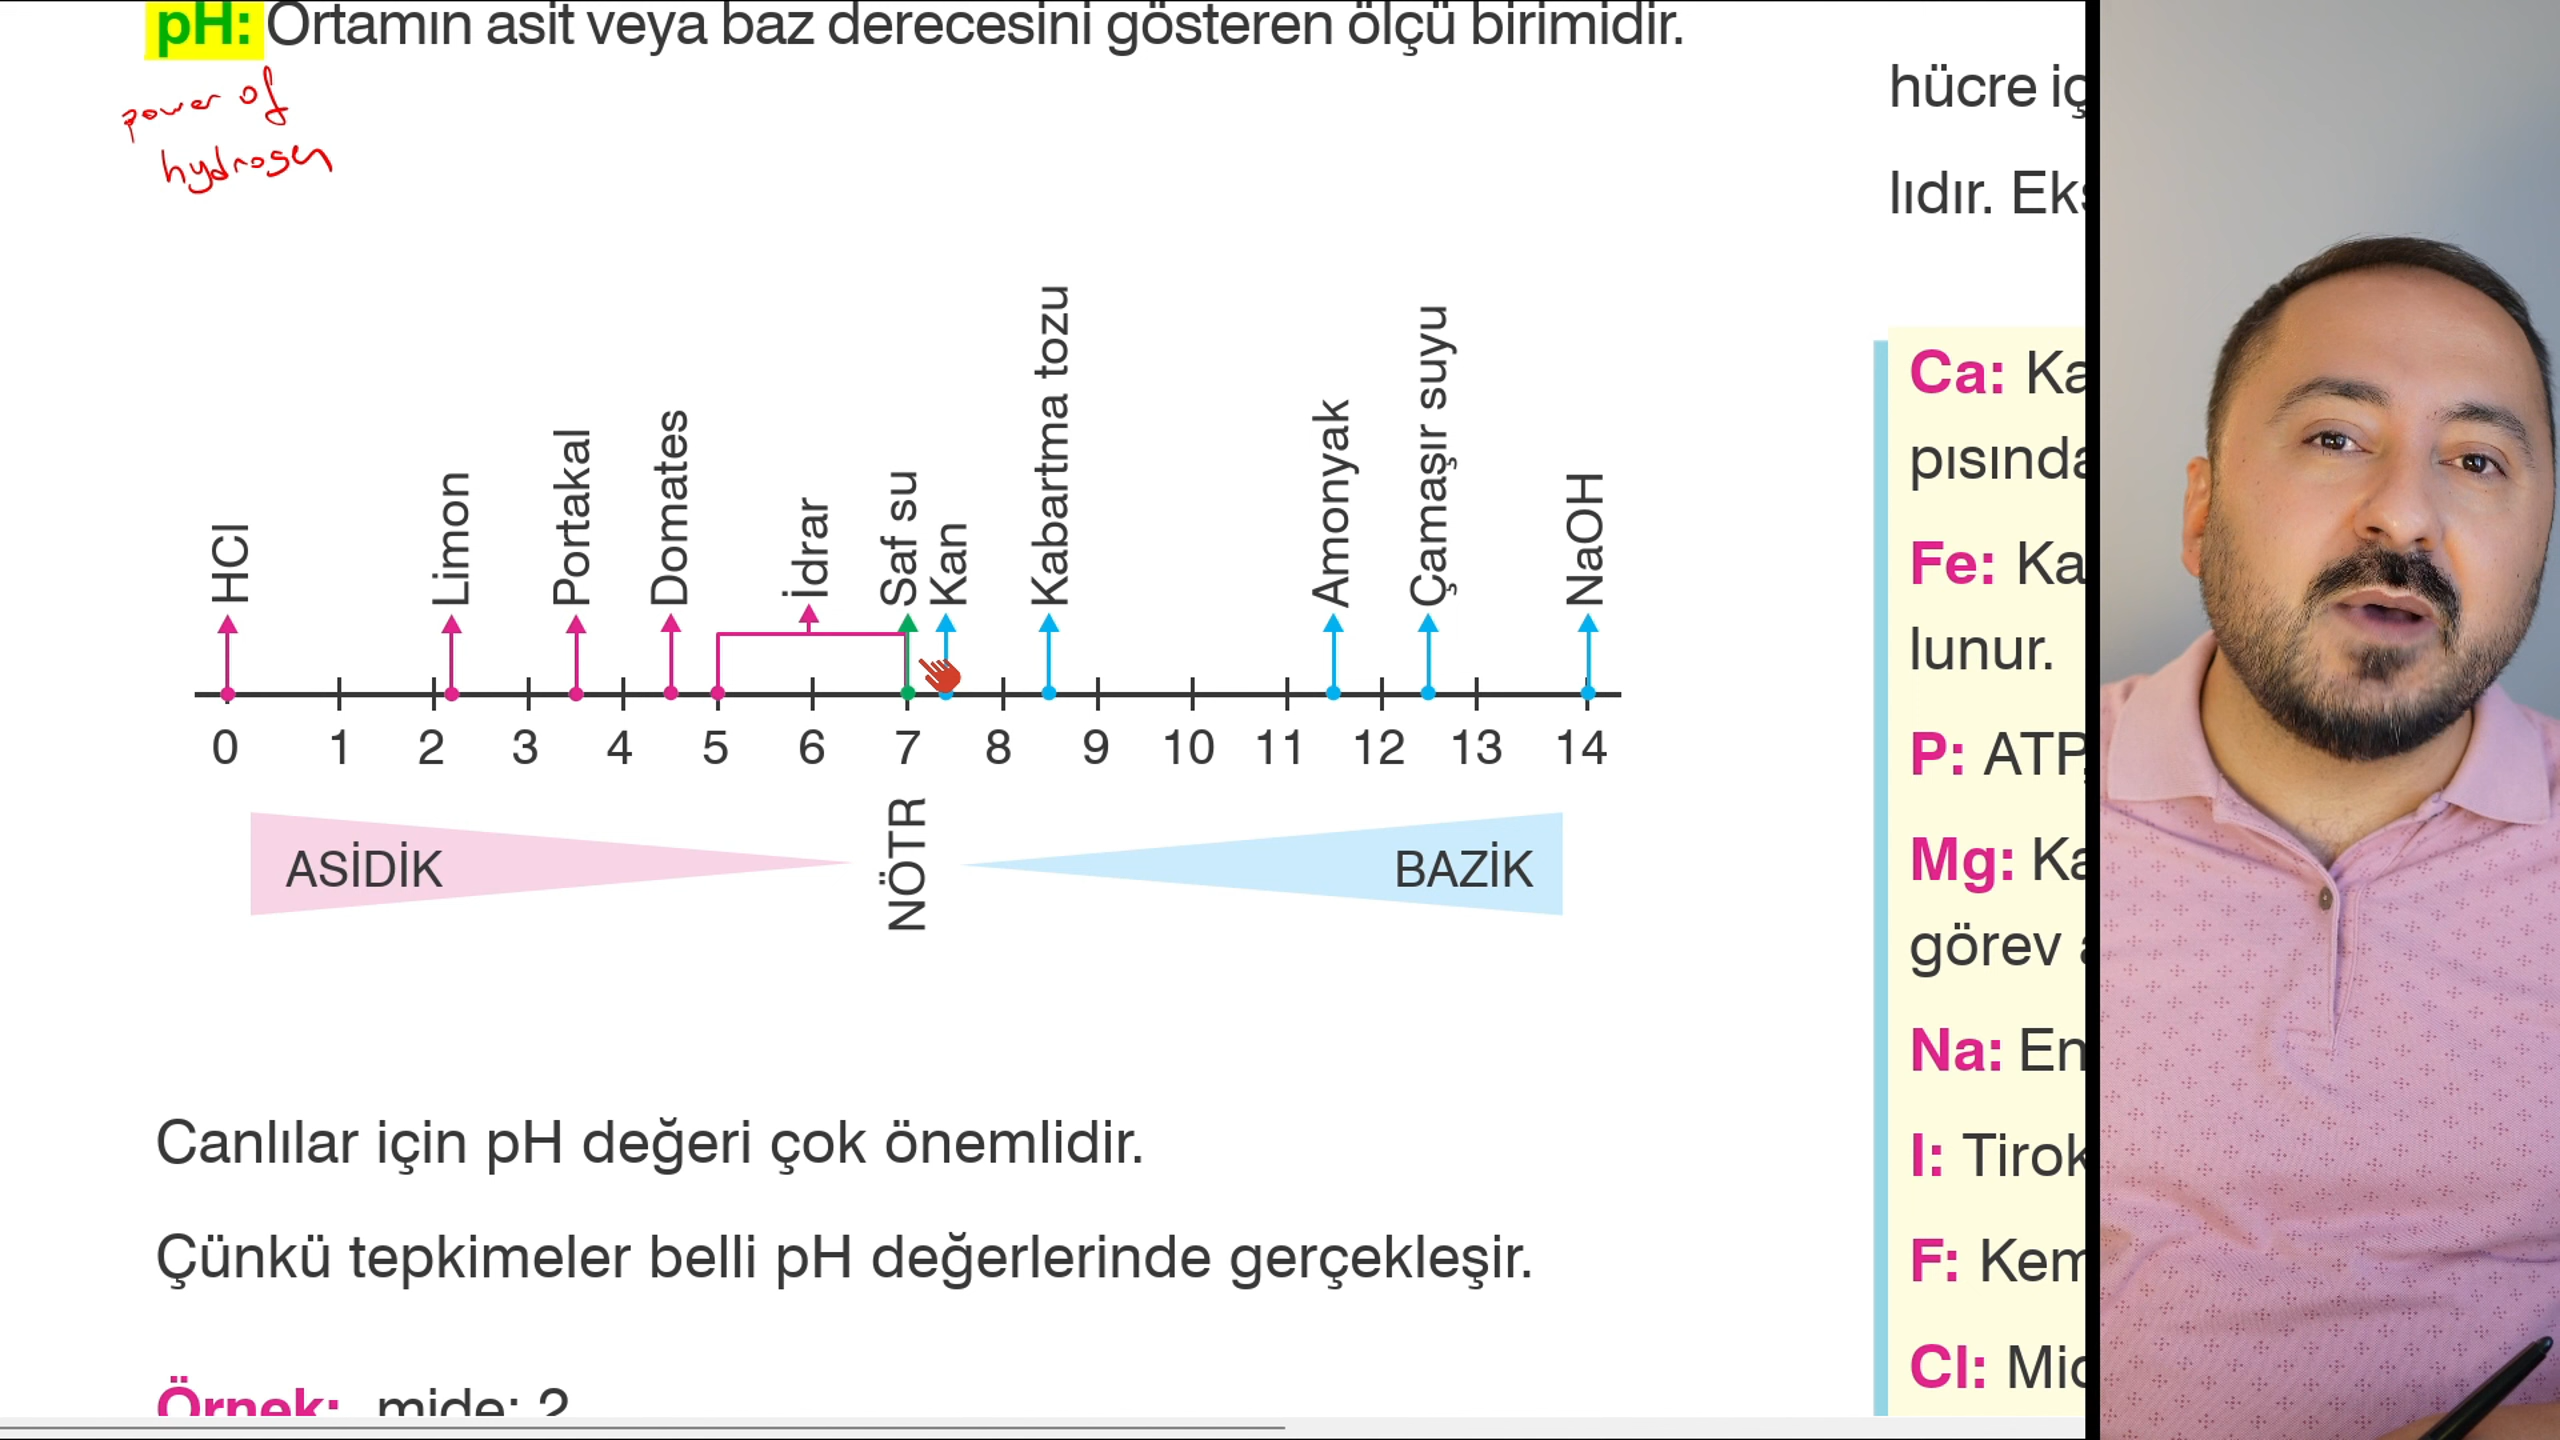 pH: Ortamın asit veya baz derecesini gösteren ölçü birimidir.
power of
hydrogen
HCl
Limon
Portakal
Domates
İdrar
Saf su
Kan
Kabartma tozu
Amonyak
Çamaşır suyu
NaOH
0 1 2 3 4 5 6 7 8 9 10 11 12 13 14
ASİDİK
NÖTR
BAZİK
Canlılar için pH değeri çok önemlidir.
Çünkü tepkimeler belli pH değerlerinde gerçekleşir.
Örnek: mide: 2
hücre iç
lıdır. Eks
Ca: Ka
pısında
Fe: Ka
lunur.
P: ATP,
Mg: Ka
görev a
Na: En
I: Tirok
F: Kem
Cl: Mid